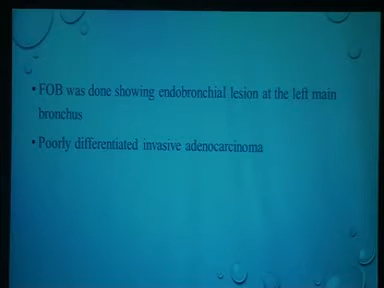 • FOB was done showing endobronchial lesion at the left main
bronchus
• Poorly differentiated invasive adenocarcinoma